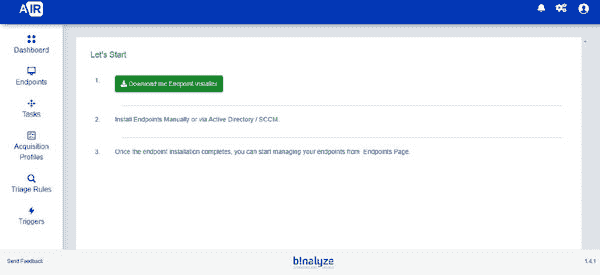 AIR
Dashboard
Endpoints
Tasks
Acquisition
Profiles
Triage Rules
Triggers
Let's Start
1. Download the Endpoint Installer
2. Install Endpoints Manually or via Active Directory / SCCM.
3. Once the endpoint installation completes, you can start managing your endpoints from Endpoints Page.
Send Feedback
b!nalyze
1.4.1